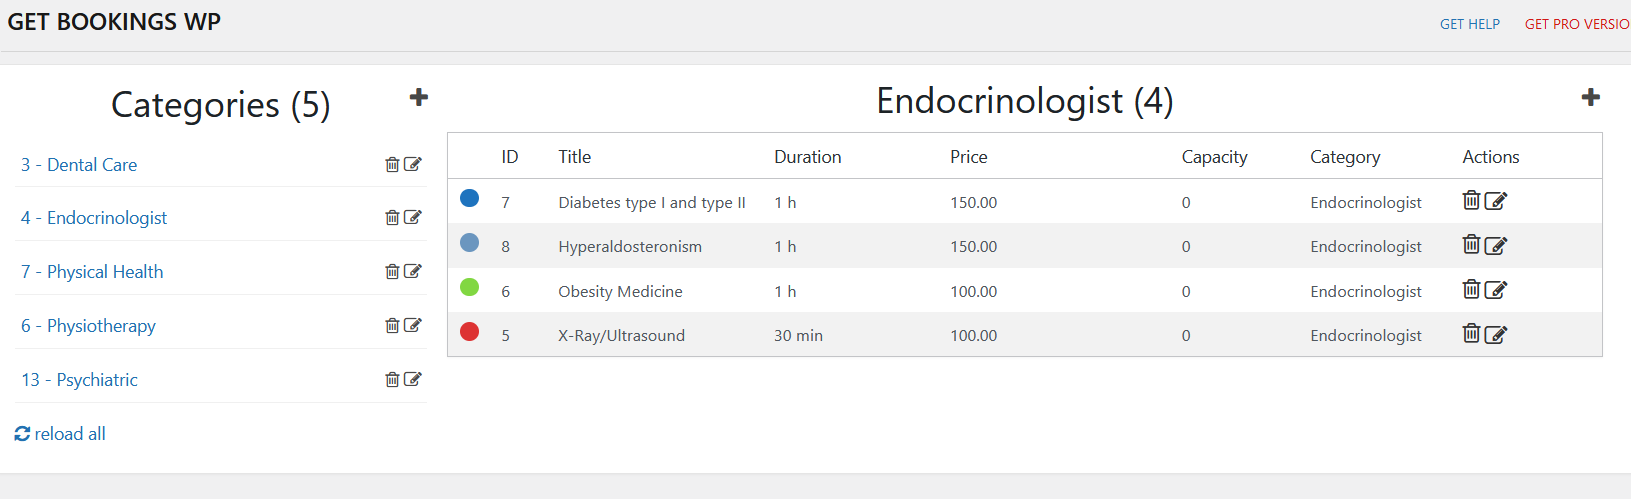 GET BOOKINGS WP
GET HELP GET PRO VERSIO
Categories (5)
3 - Dental Care
4 - Endocrinologist
7 - Physical Health
6 - Physiotherapy
13 - Psychiatric
reload all
Endocrinologist (4)
ID Title Duration Price Capacity Category Actions
7 Diabetes type I and type II 1 h 150.00 0 Endocrinologist
8 Hyperaldosteronism 1 h 150.00 0 Endocrinologist
6 Obesity Medicine 1 h 100.00 0 Endocrinologist
5 X-Ray/Ultrasound 30 min 100.00 0 Endocrinologist